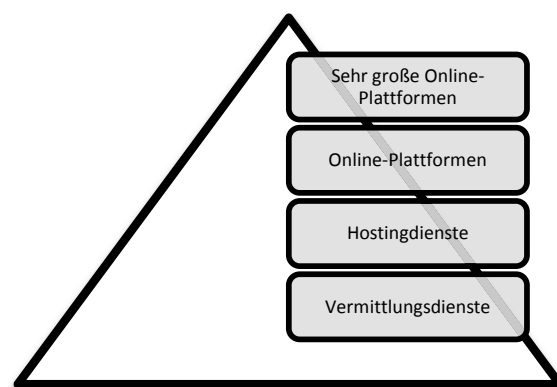 Sehr große Online-
Plattformen
Online-Plattformen
Hostingdienste
Vermittlungsdienste